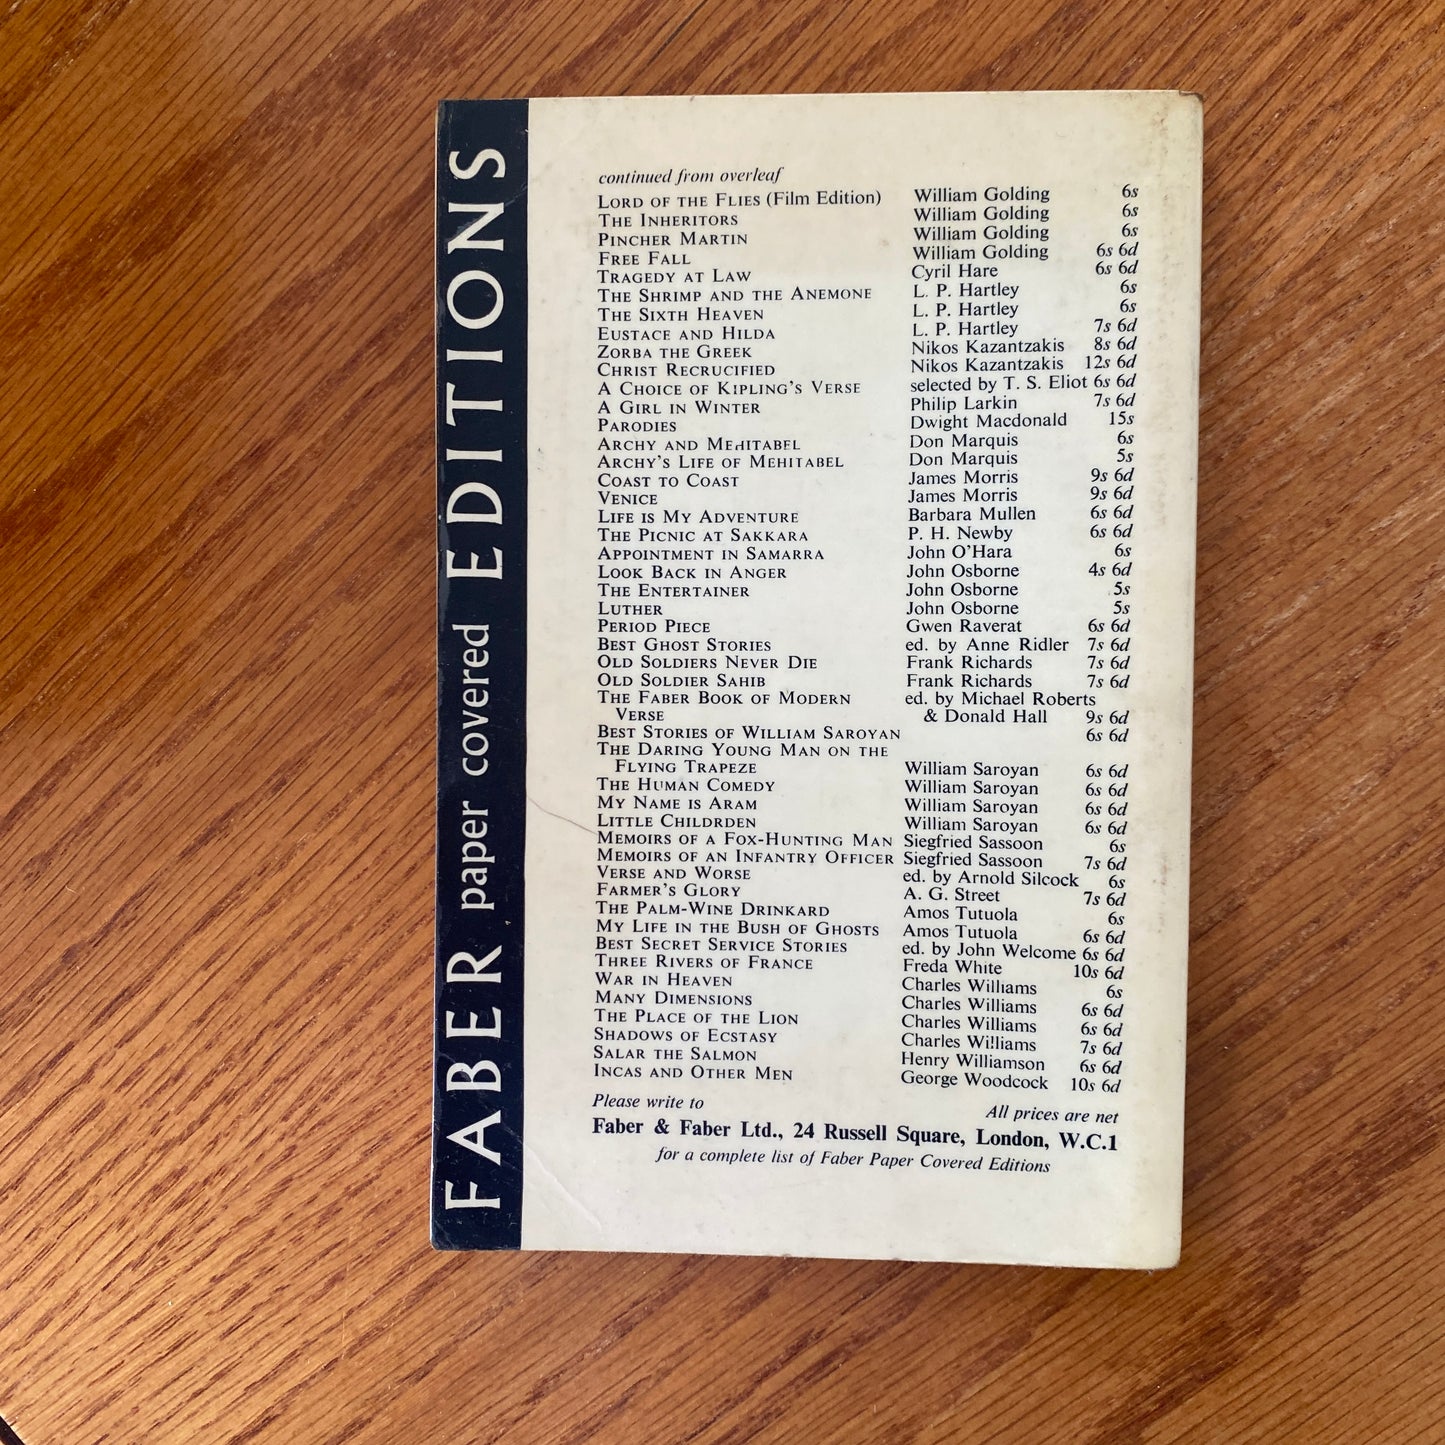 FABER paper covered EDITIONS
continued from overleaf
LORD OF THE FLIES (Film Edition) William Golding 6s
THE INHERITORS William Golding 6s
PINCHER MARTIN William Golding 6s
FREE FALL William Golding 6s 6d
TRAGEDY AT LAW Cyril Hare 6s 6d
THE SHRIMP AND THE ANEMONE L. P. Hartley 6s
THE SIXTH HEAVEN L. P. Hartley 6s
EUSTACE AND HILDA L. P. Hartley 7s 6d
ZORBA THE GREEK Nikos Kazantzakis 8s 6d
CHRIST RECRUCIFIED Nikos Kazantzakis 12s 6d
A CHOICE OF KIPLING'S VERSE selected by T. S. Eliot 6s 6d
A GIRL IN WINTER Philip Larkin 7s 6d
PARODIES Dwight Macdonald 15s
ARCHY AND MEHITABEL Don Marquis 6s
ARCHY'S LIFE OF MEHITABEL Don Marquis 5s
COAST TO COAST James Morris 9s 6d
VENICE James Morris 9s 6d
LIFE IS MY ADVENTURE Barbara Mullen 6s 6d
THE PICNIC AT SAKKARA P. H. Newby 6s 6d
APPOINTMENT IN SAMARRA John O'Hara 6s
LOOK BACK IN ANGER John Osborne 4s 6d
THE ENTERTAINER John Osborne 5s
LUTHER John Osborne 5s
PERIOD PIECE Gwen Raverat 6s 6d
BEST GHOST STORIES ed. by Anne Ridler 7s 6d
OLD SOLDIERS NEVER DIE Frank Richards 7s 6d
OLD SOLDIER SAHIB Frank Richards 7s 6d
THE FABER BOOK OF MODERN ed. by Michael Roberts
VERSE & Donald Hall 9s 6d
BEST STORIES OF WILLIAM SAROYAN 6s 6d
THE DARING YOUNG MAN ON THE
FLYING TRAPEZE William Saroyan 6s 6d
THE HUMAN COMEDY William Saroyan 6s 6d
MY NAME IS ARAM William Saroyan 6s 6d
LITTLE CHILDRDEN William Saroyan 6s 6d
MEMOIRS OF A FOX-HUNTING MAN Siegfried Sassoon 6s
MEMOIRS OF AN INFANTRY OFFICER Siegfried Sassoon 7s 6d
VERSE AND WORSE ed. by Arnold Silcock 6s
FARMER'S GLORY A. G. Street 7s 6d
THE PALM-WINE DRINKARD Amos Tutuola 6s
MY LIFE IN THE BUSH OF GHOSTS Amos Tutuola 6s 6d
BEST SECRET SERVICE STORIES ed. by John Welcome 6s 6d
THREE RIVERS OF FRANCE Freda White 10s 6d
WAR IN HEAVEN Charles Williams 6s
MANY DIMENSIONS Charles Williams 6s 6d
THE PLACE OF THE LION Charles Williams 6s 6d
SHADOWS OF ECSTASY Charles Williams 7s 6d
SALAR THE SALMON Henry Williamson 6s 6d
INCAS AND OTHER MEN George Woodcock 10s 6d
Please write to All prices are net
Faber & Faber Ltd., 24 Russell Square, London, W.C.1
for a complete list of Faber Paper Covered Editions